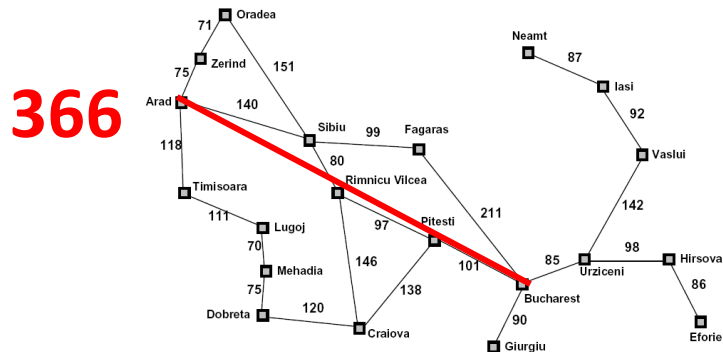 Oradea
71
Neamt
87
Zerind
75
151
Iasi
366
Arad
140
92
Sibiu
99
Fagaras
118
80
Vaslui
Rimnicu Vilcea
Timisoara
111
211
142
Lugoj
97
Pitesti
70
98
Hirsova
146
101
85
Urziceni
Mehadia
75
138
86
Bucharest
120
Dobreta
90
Craiova
Eforie
Giurgiu